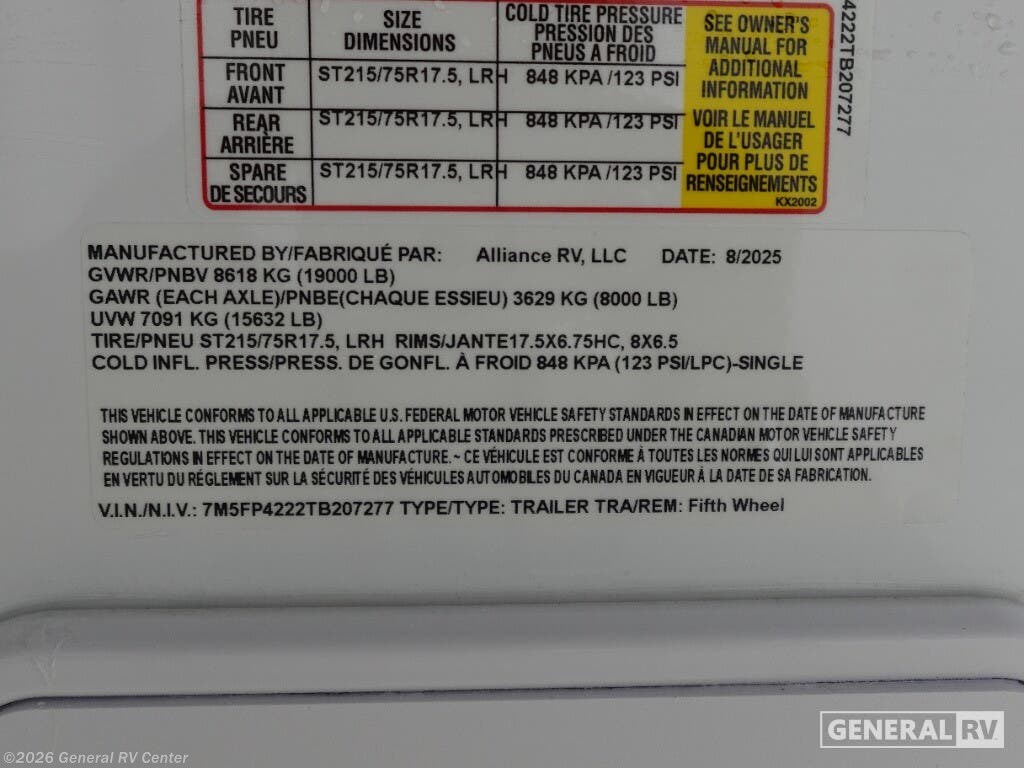 TIRE SIZE COLD TIRE PRESSURE
PNEU DIMENSIONS PRESSION DES
PNEUS A FROID
FRONT ST215/75R17.5, LRH 848 KPA /123 PSI
AVANT
REAR ST215/75R17.5, LRH 848 KPA /123 PSI
ARRIÈRE
SPARE ST215/75R17.5, LRH 848 KPA /123 PSI
DE SECOURS
SEE OWNER'S
MANUAL FOR
ADDITIONAL
INFORMATION
VOIR LE MANUEL
DE L'USAGER
POUR PLUS DE
RENSEIGNEMENTS
KX2002
4222TB207277
MANUFACTURED BY/FABRIQUÉ PAR: Alliance RV, LLC DATE: 8/2025
GVWR/PNBV 8618 KG (19000 LB)
GAWR (EACH AXLE)/PNBE(CHAQUE ESSIEU) 3629 KG (8000 LB)
UVW 7091 KG (15632 LB)
TIRE/PNEU ST215/75R17.5, LRH RIMS/JANTE17.5X6.75HC, 8X6.5
COLD INFL. PRESS/PRESS. DE GONFL. À FROID 848 KPA (123 PSI/LPC)-SINGLE
THIS VEHICLE CONFORMS TO ALL APPLICABLE U.S. FEDERAL MOTOR VEHICLE SAFETY STANDARDS IN EFFECT ON THE DATE OF MANUFACTURE
SHOWN ABOVE. THIS VEHICLE CONFORMS TO ALL APPLICABLE STANDARDS PRESCRIBED UNDER THE CANADIAN MOTOR VEHICLE SAFETY
REGULATIONS IN EFFECT ON THE DATE OF MANUFACTURE. ~ CE VÉHICULE EST CONFORME À TOUTES LES NORMES QUI LUI SONT APPLICABLES
EN VERTU DU RÉGLEMENT SUR LA SÉCURITÉ DES VÉHICULES AUTOMOBILES DU CANADA EN VIGUEUR À LA DATE DE SA FABRICATION.
V.I.N./N.I.V.: 7M5FP4222TB207277 TYPE/TYPE: TRAILER TRA/REM: Fifth Wheel
GENERAL RV
©2026 General RV Center